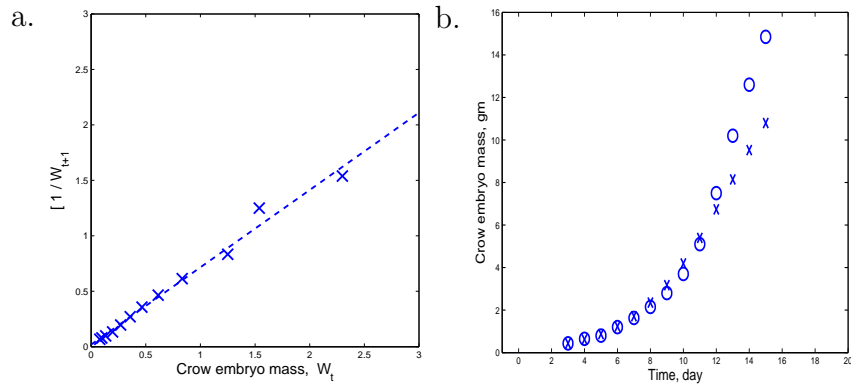 a.
3
2.5
2
1.5
1
0.5
0
[ 1 / W_{t+1}
0 0.5 1 1.5 2 2.5 3
Crow embryo mass, W_t
b.
16
14
12
10
8
6
4
2
0
Crow embryo mass, gm
0 2 4 6 8 10 12 14 16 18 20
Time, day